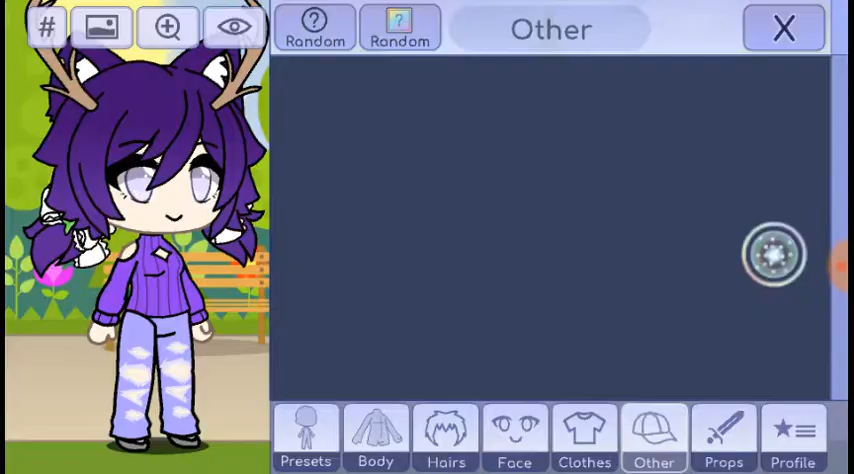 #
Random
Random
Other
X
Presets
Body
Hairs
Face
Clothes
Other
Props
Profile